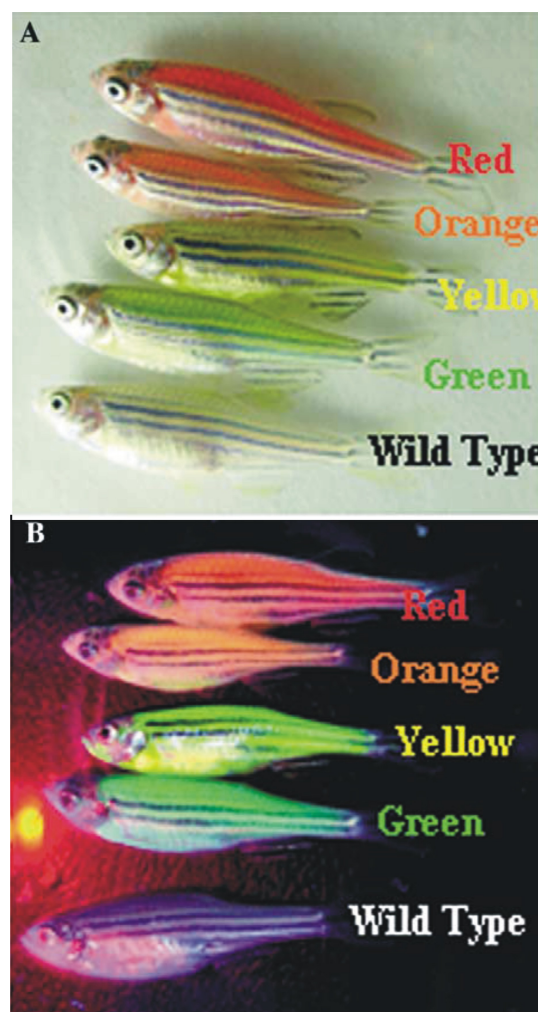 A
Red
Orange
Yellow
Green
Wild Type
B
Red
Orange
Yellow
Green
Wild Type